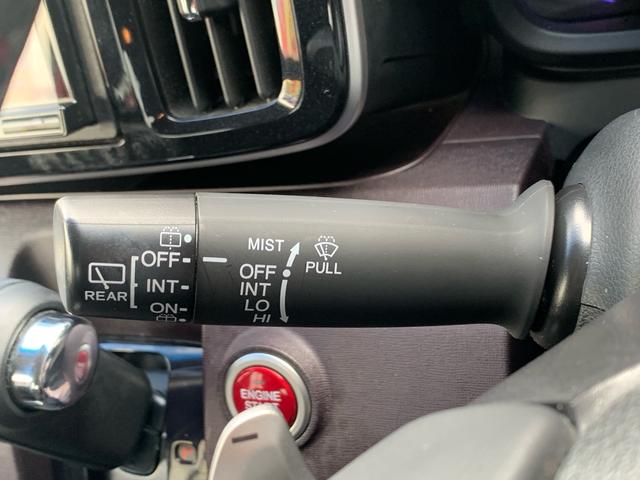 OFF
REAR
INT
ON
MIST
OFF
INT
LO
HI
PULL
ENGINE
START